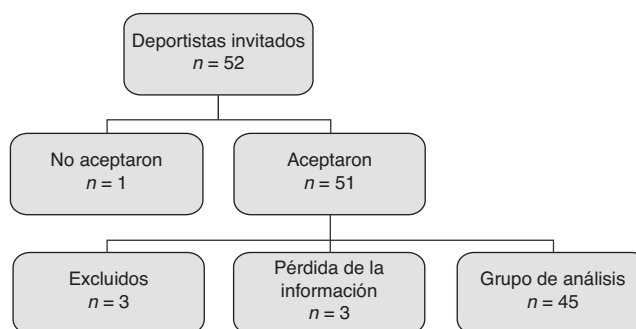 Deportistas invitados
n = 52
No aceptaron
n = 1
Aceptaron
n = 51
Excluidos
n = 3
Pérdida de la
información
n = 3
Grupo de análisis
n = 45